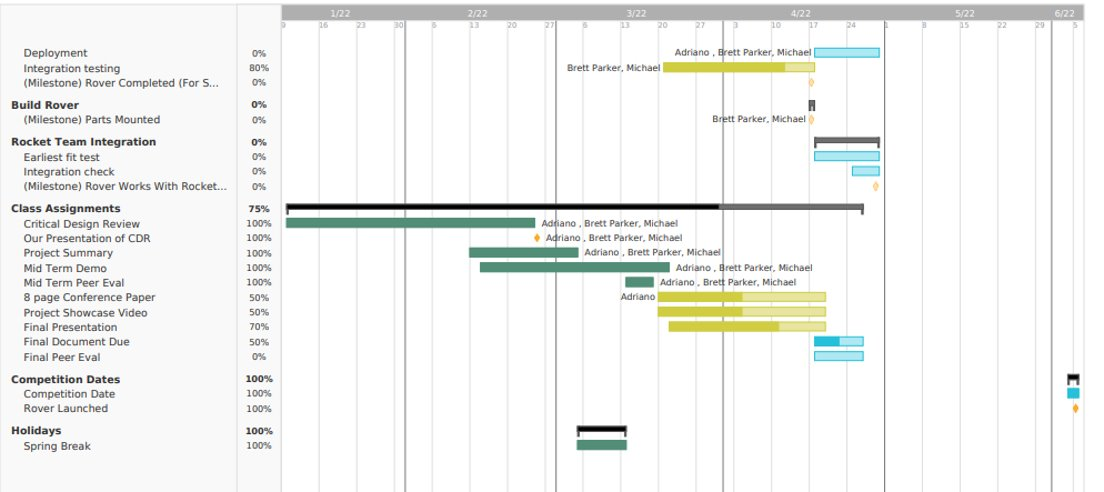 1/22 2/22 3/22 4/22 5/22 6/22
9 16 23 30 6 13 20 27 6 13 20 27 3 10 17 24 1 8 15 22 29 5
Deployment 0% Adriano , Brett Parker, Michael
Integration testing 80% Brett Parker, Michael
(Milestone) Rover Completed (For S... 0%
Build Rover 0%
(Milestone) Parts Mounted 0% Brett Parker, Michael
Rocket Team Integration 0%
Earliest fit test 0%
Integration check 0%
(Milestone) Rover Works With Rocket... 0%
Class Assignments 75%
Critical Design Review 100% Adriano , Brett Parker, Michael
Our Presentation of CDR 100% Adriano , Brett Parker, Michael
Project Summary 100% Adriano , Brett Parker, Michael
Mid Term Demo 100% Adriano , Brett Parker, Michael
Mid Term Peer Eval 100% Adriano , Brett Parker, Michael
8 page Conference Paper 50% Adriano
Project Showcase Video 50%
Final Presentation 70%
Final Document Due 50%
Final Peer Eval 0%
Competition Dates 100%
Competition Date 100%
Rover Launched 100%
Holidays 100%
Spring Break 100%